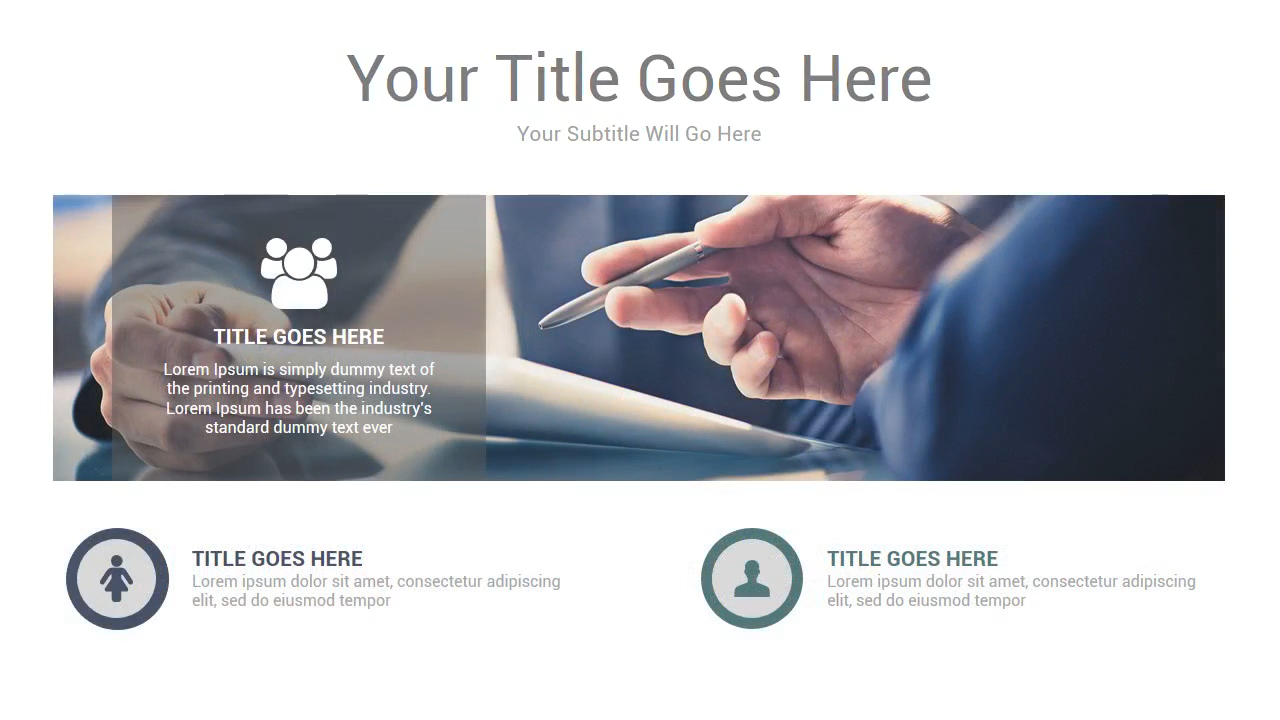 Your Title Goes Here
Your Subtitle Will Go Here
TITLE GOES HERE
Lorem Ipsum is simply dummy text of
the printing and typesetting industry.
Lorem Ipsum has been the industry's
standard dummy text ever
TITLE GOES HERE
Lorem ipsum dolor sit amet, consectetur adipiscing
elit, sed do eiusmod tempor
TITLE GOES HERE
Lorem ipsum dolor sit amet, consectetur adipiscing
elit, sed do eiusmod tempor